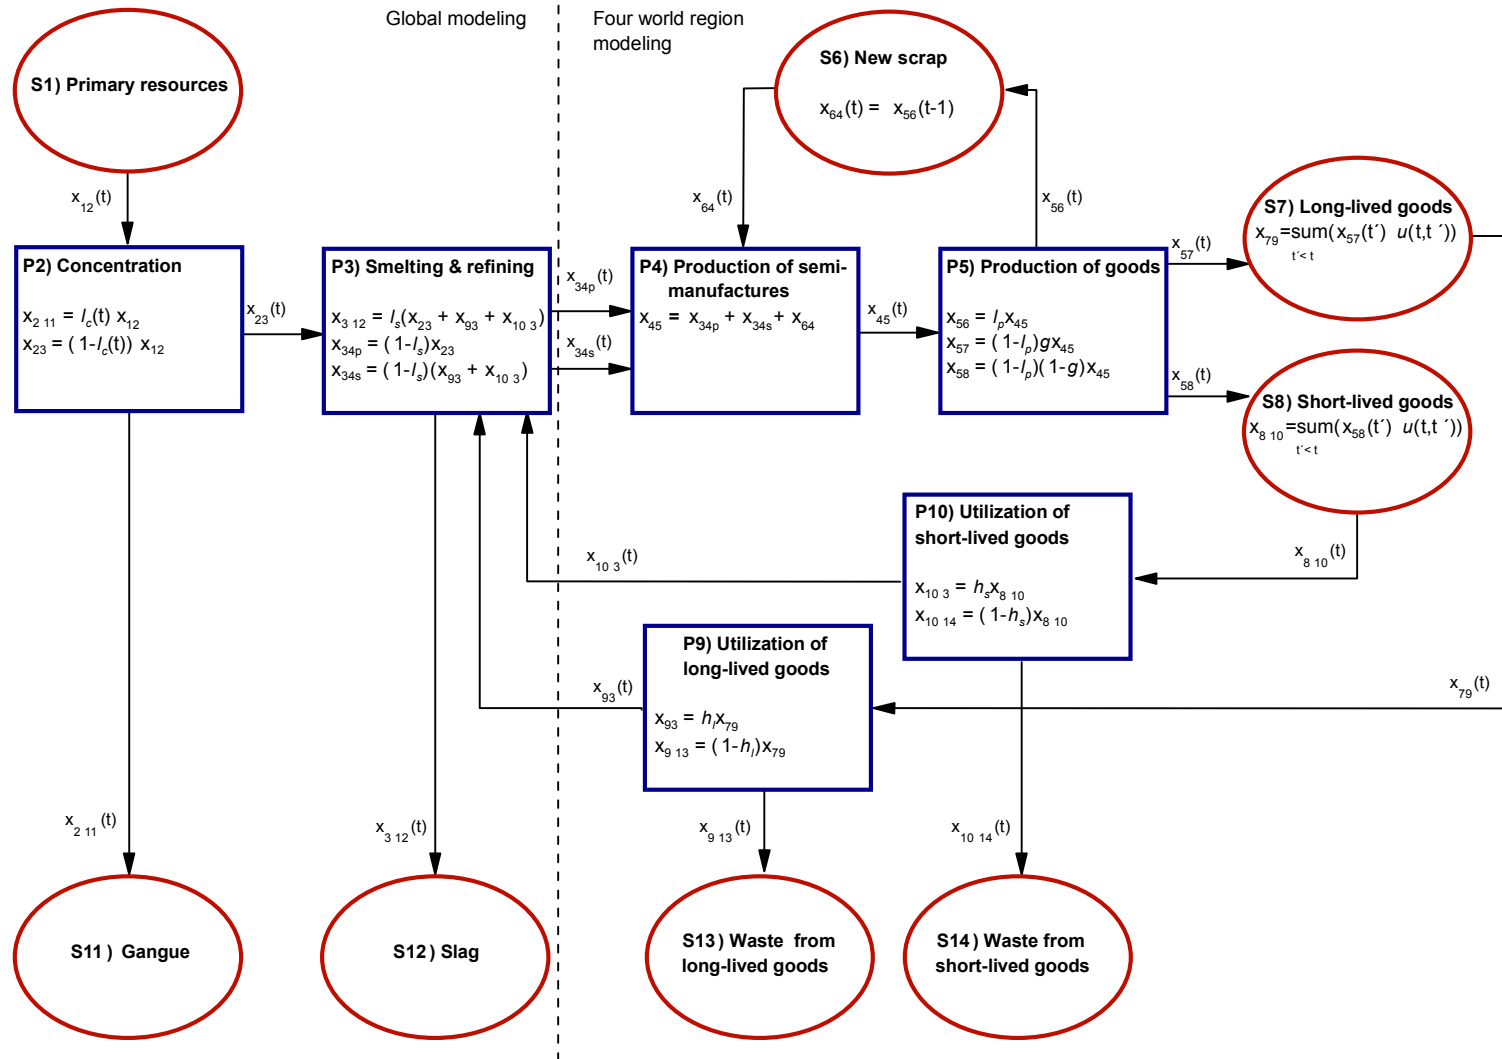 Global modeling
Four world region
modeling
S1) Primary resources
S6) New scrap
x64(t) = x56(t-1)
x12(t)
x64(t)
x56(t)
S7) Long-lived goods
x79=sum(x57(t´) u(t,t´))
t´< t
P2) Concentration
x2 11 = lc(t) x12
x23 = (1-lc(t)) x12
x23(t)
P3) Smelting & refining
x3 12 = ls(x23 + x93 + x10 3)
x34p = (1-ls)x23
x34s = (1-ls)(x93 + x10 3)
x34p(t)
x34s(t)
P4) Production of semi-
manufactures
x45 = x34p + x34s + x64
x45(t)
P5) Production of goods
x56 = lpx45
x57 = (1-lp)gx45
x58 = (1-lp)(1-g)x45
x57(t)
x58(t)
S8) Short-lived goods
x8 10=sum(x58(t´) u(t,t´))
t´< t
P10) Utilization of
short-lived goods
x10 3 = hsx8 10
x10 14 = (1-hs)x8 10
x10 3(t)
x8 10(t)
P9) Utilization of
long-lived goods
x93 = hlx79
x9 13 = (1-hl)x79
x93(t)
x79(t)
x2 11(t)
x3 12(t)
x9 13(t)
x10 14(t)
S11) Gangue
S12) Slag
S13) Waste from
long-lived goods
S14) Waste from
short-lived goods